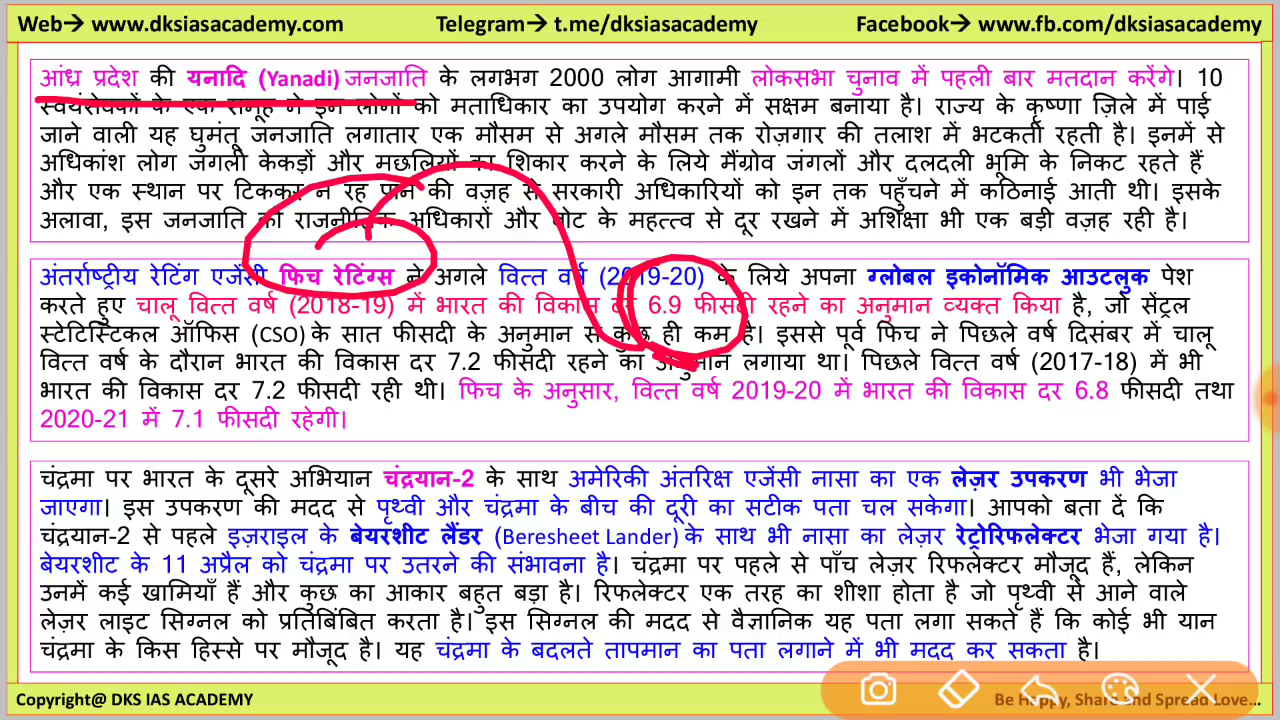 Web→ www.dksiasacademy.com Telegram→ t.me/dksiasacademy Facebook→ www.fb.com/dksiasacademy
आंध्र प्रदेश की यनादि (Yanadi) जनजाति के लगभग 2000 लोग आगामी लोकसभा चुनाव में पहली बार मतदान करेंगे। 10
स्वयंसेवकों के एक समूह ने इन लोगों को मताधिकार का उपयोग करने में सक्षम बनाया है। राज्य के कृष्णा ज़िले में पाई
जाने वाली यह घुमंतू जनजाति लगातार एक मौसम से अगले मौसम तक रोज़गार की तलाश में भटकती रहती है। इनमें से
अधिकांश लोग जंगली केकड़ों और मछलियों का शिकार करने के लिये मैंग्रोव जंगलों और दलदली भूमि के निकट रहते हैं
और एक स्थान पर टिककर न रह पाने की वज़ह से सरकारी अधिकारियों को इन तक पहुँचने में कठिनाई आती थी। इसके
अलावा, इस जनजाति को राजनीतिक अधिकारों और वोट के महत्त्व से दूर रखने में अशिक्षा भी एक बड़ी वज़ह रही है।
अंतर्राष्ट्रीय रेटिंग एजेंसी फिच रेटिंग्स ने अगले वित्त वर्ष (2019-20) के लिये अपना ग्लोबल इकोनॉमिक आउटलुक पेश
करते हुए चालू वित्त वर्ष (2018-19) में भारत की विकास दर 6.9 फीसदी रहने का अनुमान व्यक्त किया है, जो सेंट्रल
स्टेटिस्टिकल ऑफिस (CSO) के सात फीसदी के अनुमान से कुछ ही कम है। इससे पूर्व फिच ने पिछले वर्ष दिसंबर में चालू
वित्त वर्ष के दौरान भारत की विकास दर 7.2 फीसदी रहने का अनुमान लगाया था। पिछले वित्त वर्ष (2017-18) में भी
भारत की विकास दर 7.2 फीसदी रही थी। फिच के अनुसार, वित्त वर्ष 2019-20 में भारत की विकास दर 6.8 फीसदी तथा
2020-21 में 7.1 फीसदी रहेगी।
चंद्रमा पर भारत के दूसरे अभियान चंद्रयान-2 के साथ अमेरिकी अंतरिक्ष एजेंसी नासा का एक लेज़र उपकरण भी भेजा
जाएगा। इस उपकरण की मदद से पृथ्वी और चंद्रमा के बीच की दूरी का सटीक पता चल सकेगा। आपको बता दें कि
चंद्रयान-2 से पहले इज़राइल के बेयरशीट लैंडर (Beresheet Lander) के साथ भी नासा का लेज़र रेट्रोरिफलेक्टर भेजा गया है।
बेयरशीट के 11 अप्रैल को चंद्रमा पर उतरने की संभावना है। चंद्रमा पर पहले से पाँच लेज़र रिफलेक्टर मौजूद हैं, लेकिन
उनमें कई खामियाँ हैं और कुछ का आकार बहुत बड़ा है। रिफलेक्टर एक तरह का शीशा होता है जो पृथ्वी से आने वाले
लेज़र लाइट सिग्नल को प्रतिबिंबित करता है। इस सिग्नल की मदद से वैज्ञानिक यह पता लगा सकते हैं कि कोई भी यान
चंद्रमा के किस हिस्से पर मौजूद है। यह चंद्रमा के बदलते तापमान का पता लगाने में भी मदद कर सकता है।
Copyright@ DKS IAS ACADEMY Be Happy, Share and Spread Love...